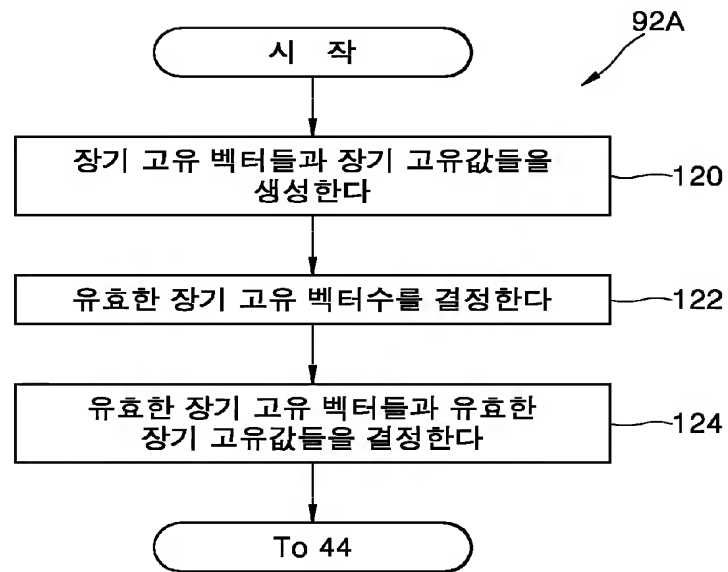 92A
시 작
장기 고유 벡터들과 장기 고유값들을
생성한다
120
유효한 장기 고유 벡터수를 결정한다
122
유효한 장기 고유 벡터들과 유효한
장기 고유값들을 결정한다
124
To 44